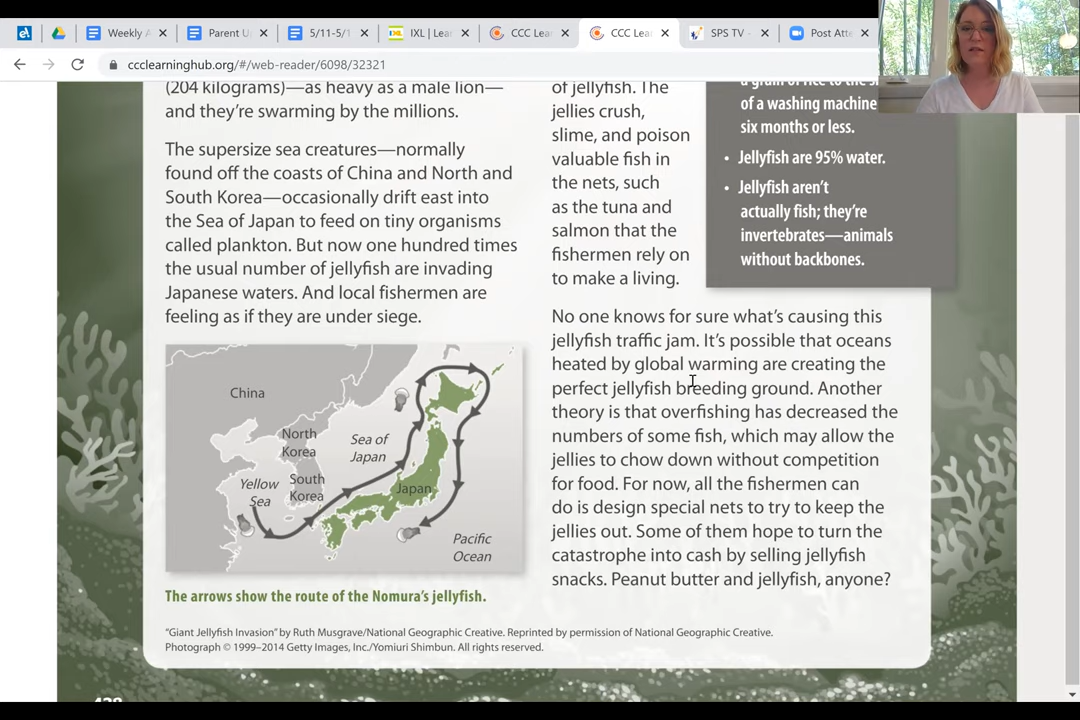 Weekly A
Parent U
5/11-5/1
IXL | Lea
CCC Lea
CCC Lea
SPS TV -
Post Atte
ccclearninghub.org/#/web-reader/6098/32321
(204 kilograms)—as heavy as a male lion—
and they're swarming by the millions.
The supersize sea creatures—normally
found off the coasts of China and North and
South Korea—occasionally drift east into
the Sea of Japan to feed on tiny organisms
called plankton. But now one hundred times
the usual number of jellyfish are invading
Japanese waters. And local fishermen are
feeling as if they are under siege.
China
North
Korea
South
Korea
Yellow
Sea
Sea of
Japan
Japan
Pacific
Ocean
The arrows show the route of the Nomura's jellyfish.
of jellyfish. The
jellies crush,
slime, and poison
valuable fish in
the nets, such
as the tuna and
salmon that the
fishermen rely on
to make a living.
a grain of rice to the
of a washing machine
six months or less.
• Jellyfish are 95% water.
• Jellyfish aren't
actually fish; they're
invertebrates—animals
without backbones.
No one knows for sure what's causing this
jellyfish traffic jam. It's possible that oceans
heated by global warming are creating the
perfect jellyfish breeding ground. Another
theory is that overfishing has decreased the
numbers of some fish, which may allow the
jellies to chow down without competition
for food. For now, all the fishermen can
do is design special nets to try to keep the
jellies out. Some of them hope to turn the
catastrophe into cash by selling jellyfish
snacks. Peanut butter and jellyfish, anyone?
"Giant Jellyfish Invasion" by Ruth Musgrave/National Geographic Creative. Reprinted by permission of National Geographic Creative.
Photograph © 1999–2014 Getty Images, Inc./Yomiuri Shimbun. All rights reserved.